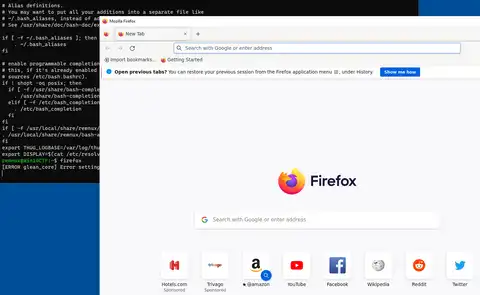 # Alias definitions.
# You may want to put all your additions into a separate file like
# ~/.bash_aliases, instead of ad
# See /usr/share/doc/bash-doc/ex
if [ -f ~/.bash_aliases ]; then
. ~/.bash_aliases
fi
# enable programmable completion
# this, if it's already enabled
# sources /etc/bash.bashrc).
if ! shopt -oq posix; then
if [ -f /usr/share/bash-comple
. /usr/share/bash-completion
elif [ -f /etc/bash_completion
. /etc/bash_completion
fi
fi
if [ -f /usr/local/share/remnux/
. /usr/local/share/remnux/bash-a
fi
export THUG_LOGBASE=/var/log/thu
export DISPLAY=$(cat /etc/resolv
firefox
[ERROR glean_core] Error setting
Mozilla Firefox
New Tab
Search with Google or enter address
Import bookmarks...
Getting Started
Open previous tabs? You can restore your previous session from the Firefox application menu ≡, under History.
Show me how
Firefox
Search with Google or enter address
Hotels.com
Sponsored
Trivago
Sponsored
@amazon
YouTube
Facebook
Wikipedia
Reddit
Twitter